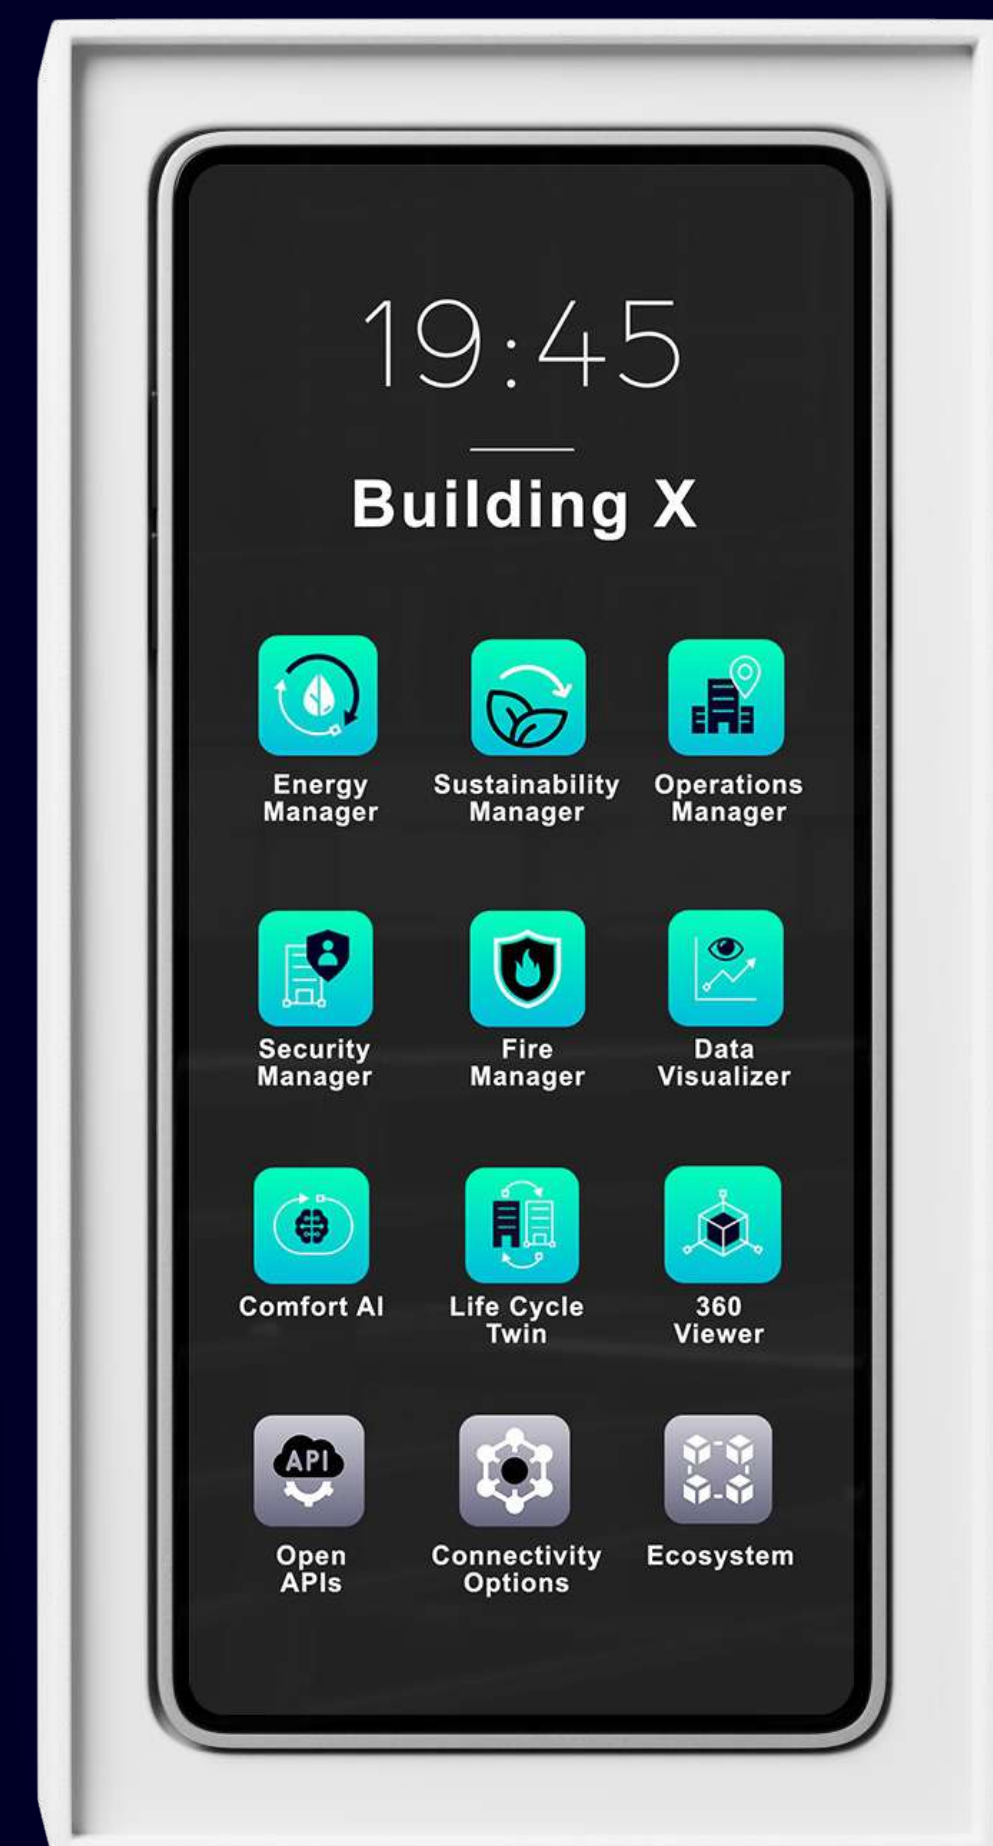 19:45
Building X
Energy
Manager
Sustainability
Manager
Operations
Manager
Security
Manager
Fire
Manager
Data
Visualizer
Comfort AI
Life Cycle
Twin
360
Viewer
API
Open
APIs
Connectivity
Options
Ecosystem